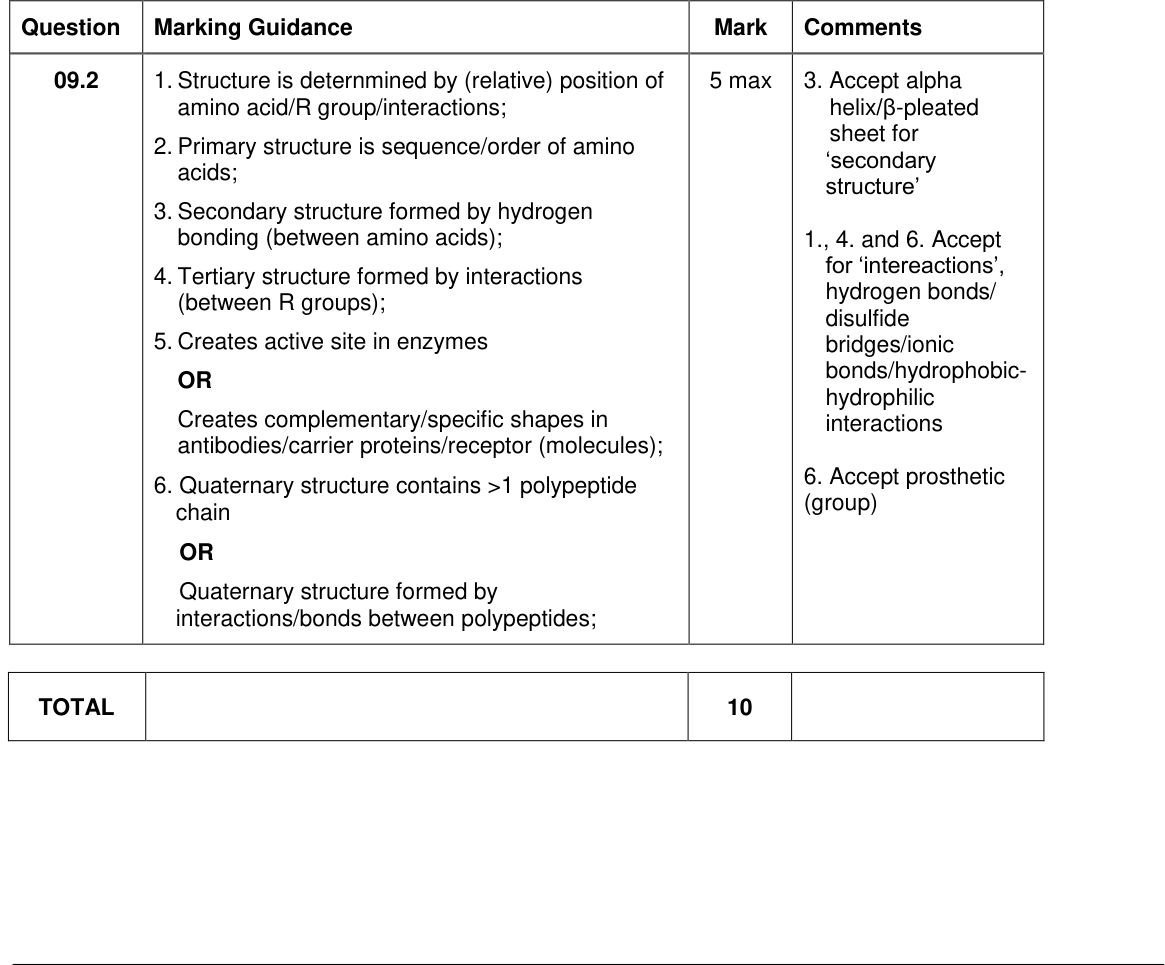 Question Marking Guidance Mark Comments
09.2
1. Structure is deternmined by (relative) position of
amino acid/R group/interactions;
2. Primary structure is sequence/order of amino
acids;
3. Secondary structure formed by hydrogen
bonding (between amino acids);
4. Tertiary structure formed by interactions
(between R groups);
5. Creates active site in enzymes
OR
Creates complementary/specific shapes in
antibodies/carrier proteins/receptor (molecules);
6. Quaternary structure contains >1 polypeptide
chain
OR
Quaternary structure formed by
interactions/bonds between polypeptides;
5 max
3. Accept alpha
helix/β-pleated
sheet for
‘secondary
structure’
1., 4. and 6. Accept
for ‘intereactions’,
hydrogen bonds/
disulfide
bridges/ionic
bonds/hydrophobic-
hydrophilic
interactions
6. Accept prosthetic
(group)
TOTAL 10